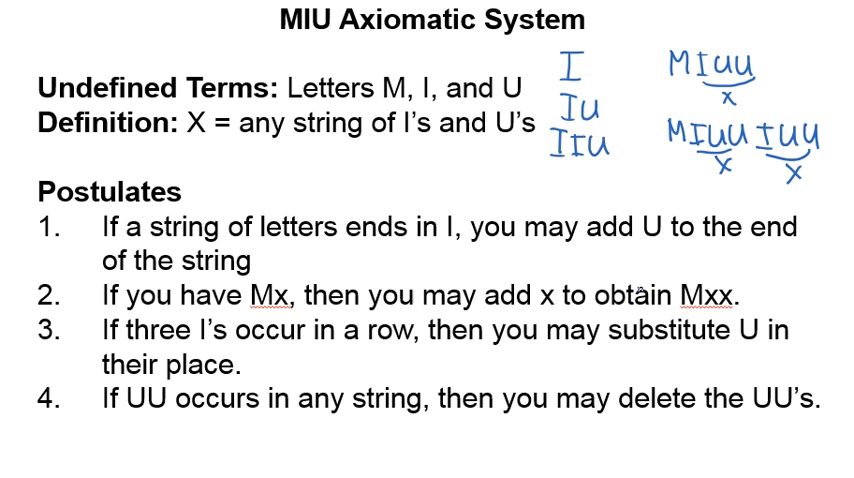 MIU Axiomatic System
Undefined Terms: Letters M, I, and U
Definition: X = any string of I's and U's
I
IU
IIU
MIUU
x
MIUUIUU
x x
Postulates
1. If a string of letters ends in I, you may add U to the end
of the string
2. If you have Mx, then you may add x to obtain Mxx.
3. If three I's occur in a row, then you may substitute U in
their place.
4. If UU occurs in any string, then you may delete the UU's.